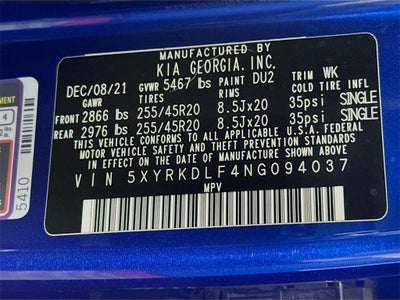 MANUFACTURED BY
KIA GEORGIA, INC.
DEC/08/21 GVWR 5467 lbs PAINT DU2 TRIM WK
GAWR TIRES RIMS COLD TIRE INFL
FRONT 2866 lbs 255/45R20 8.5Jx20 35psi SINGLE
REAR 2976 lbs 255/45R20 8.5Jx20 35psi SINGLE
THIS VEHICLE CONFORMS TO ALL APPLICABLE U.S.A. FEDERAL
MOTOR VEHICLE SAFETY AND THEFT PREVENTION STANDARDS
IN EFFECT ON THE DATE OF MANUFACTURE SHOWN ABOVE.
VIN 5XYRKDLF4NG094037
MPV
4
5410